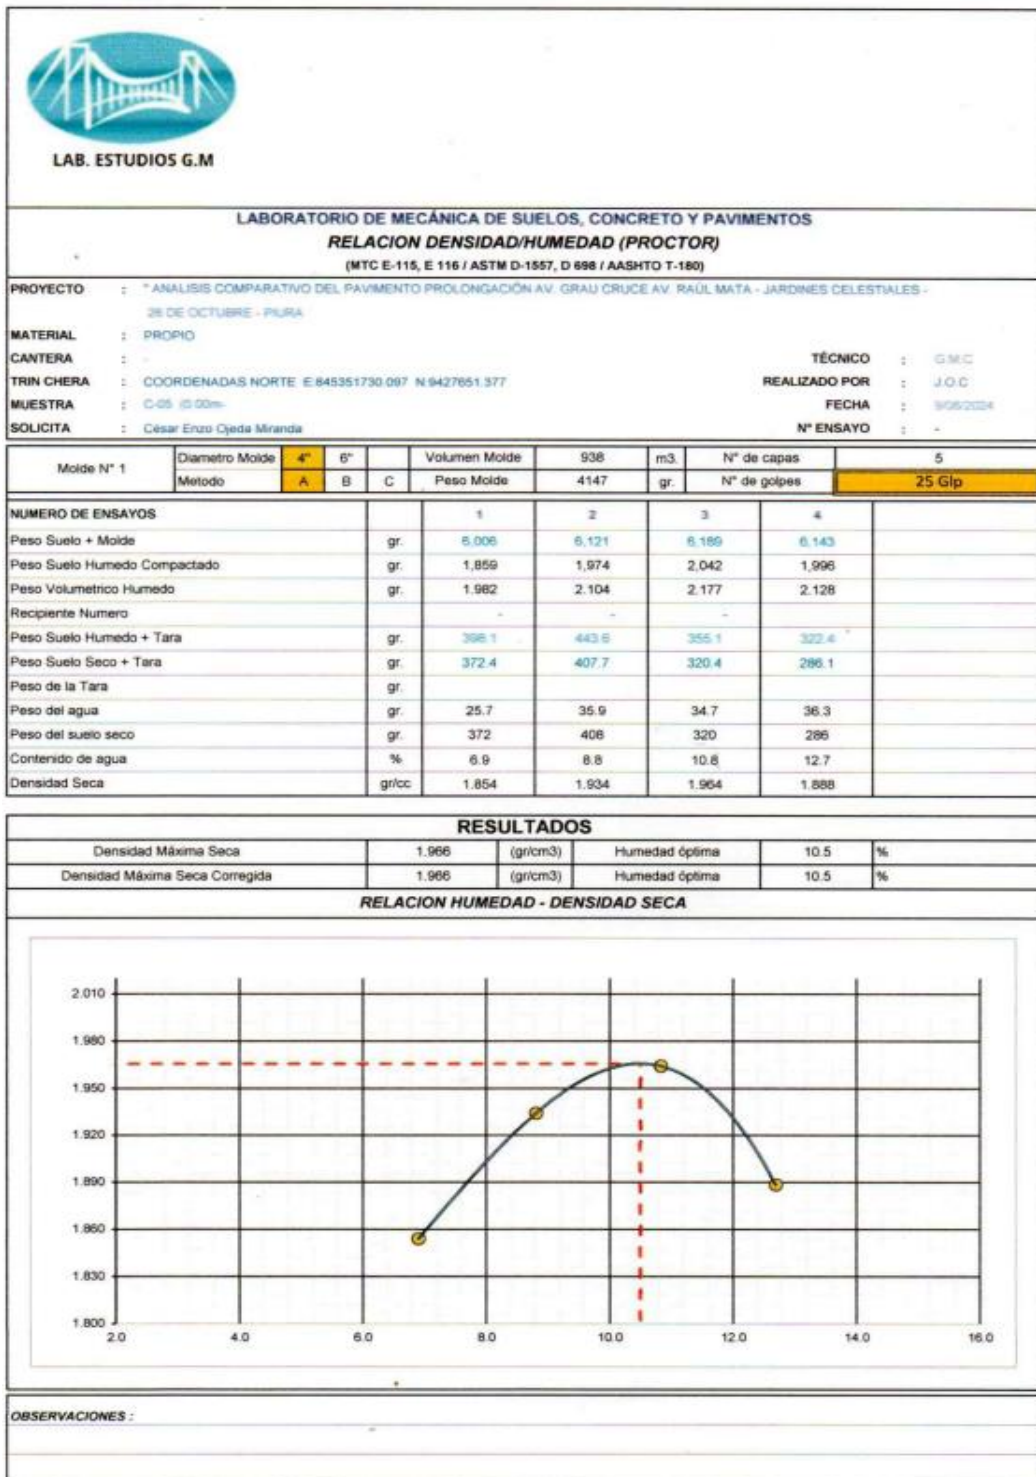 LAB. ESTUDIOS G.M
LABORATORIO DE MECÁNICA DE SUELOS, CONCRETO Y PAVIMENTOS
RELACION DENSIDAD/HUMEDAD (PROCTOR)
(MTC E-115, E 116 / ASTM D-1557, D 698 / AASHTO T-180)
PROYECTO : " ANALISIS COMPARATIVO DEL PAVIMENTO PROLONGACIÓN AV. GRAU CRUCE AV. RAÚL MATA - JARDINES CELESTIALES -
26 DE OCTUBRE - PIURA
MATERIAL : PROPIO
CANTERA : - TÉCNICO : G.M.C
TRIN CHERA : COORDENADAS NORTE E:845351730.097 N:9427651.377 REALIZADO POR : J.O.C
MUESTRA : C-05 (0.00m- FECHA : 9/06/2024
SOLICITA : César Enzo Ojeda Miranda N° ENSAYO : -
Molde N° 1 Diametro Molde 4" 6" Volumen Molde 938 m3. N° de capas 5
Metodo A B C Peso Molde 4147 gr. N° de golpes 25 Glp
NUMERO DE ENSAYOS 1 2 3 4
Peso Suelo + Molde gr. 6,006 6,121 6,189 6,143
Peso Suelo Humedo Compactado gr. 1,859 1,974 2,042 1,996
Peso Volumetrico Humedo gr. 1.982 2.104 2.177 2.128
Recipiente Numero - - -
Peso Suelo Humedo + Tara gr. 398.1 443.6 355.1 322.4
Peso Suelo Seco + Tara gr. 372.4 407.7 320.4 286.1
Peso de la Tara gr.
Peso del agua gr. 25.7 35.9 34.7 36.3
Peso del suelo seco gr. 372 408 320 286
Contenido de agua % 6.9 8.8 10.8 12.7
Densidad Seca gr/cc 1.854 1.934 1.964 1.888
RESULTADOS
Densidad Máxima Seca 1.966 (gr/cm3) Humedad óptima 10.5 %
Densidad Máxima Seca Corregida 1.966 (gr/cm3) Humedad óptima 10.5 %
RELACION HUMEDAD - DENSIDAD SECA
2.010
1.980
1.950
1.920
1.890
1.860
1.830
1.800
2.0 4.0 6.0 8.0 10.0 12.0 14.0 16.0
OBSERVACIONES :